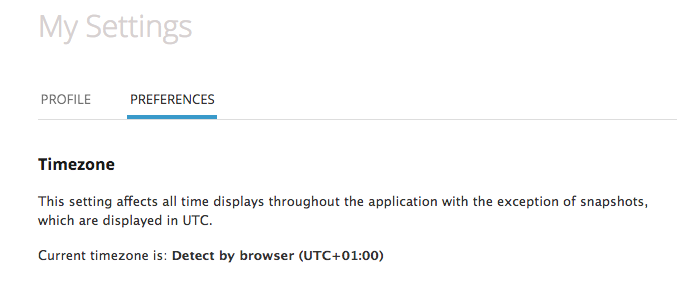 My Settings
PROFILE
PREFERENCES
Timezone
This setting affects all time displays throughout the application with the exception of snapshots,
which are displayed in UTC.
Current timezone is: Detect by browser (UTC+01:00)